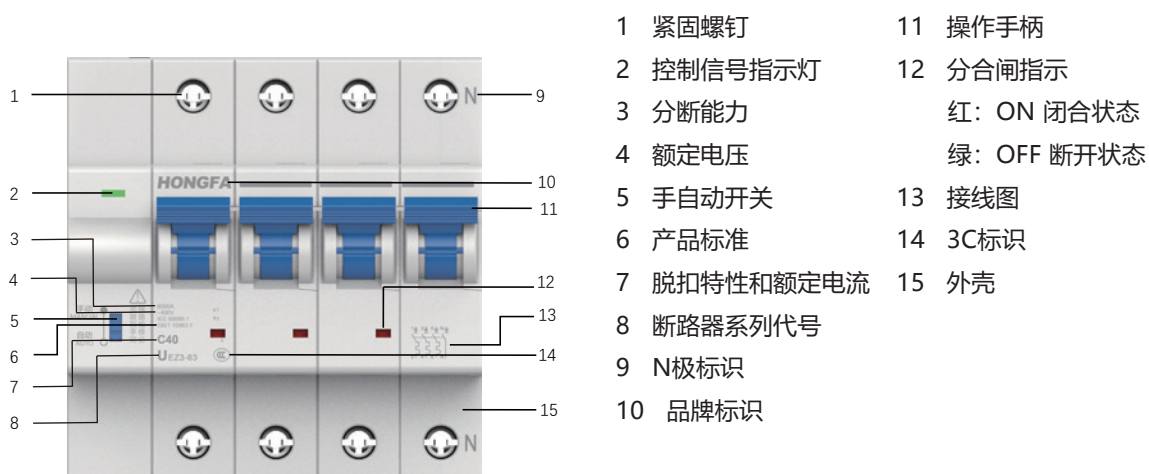 1 紧固螺钉
2 控制信号指示灯
3 分断能力
4 额定电压
5 手自动开关
6 产品标准
7 脱扣特性和额定电流
8 断路器系列代号
9 N极标识
10 品牌标识
11 操作手柄
12 分合闸指示
红：ON 闭合状态
绿：OFF 断开状态
13 接线图
14 3C标识
15 外壳
1
2
3
4
5
6
7
8
9
10
11
12
13
14
15
N
HONGFA
手动
自动
C40
UEZ3-63
N